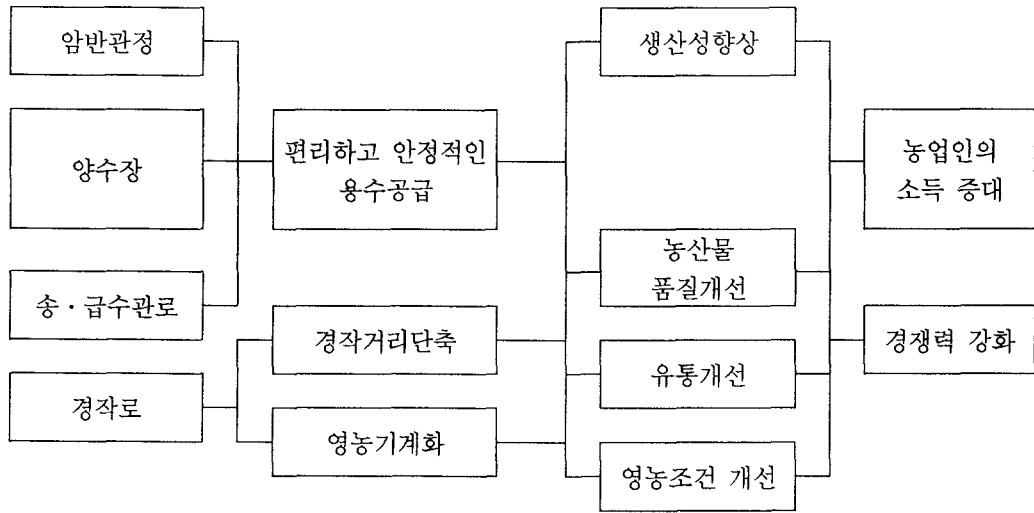 암반관정
양수장
송·급수관로
경작로
편리하고 안정적인
용수공급
경작거리단축
영농기계화
생산성향상
농산물
품질개선
유통개선
영농조건 개선
농업인의
소득 증대
경쟁력 강화